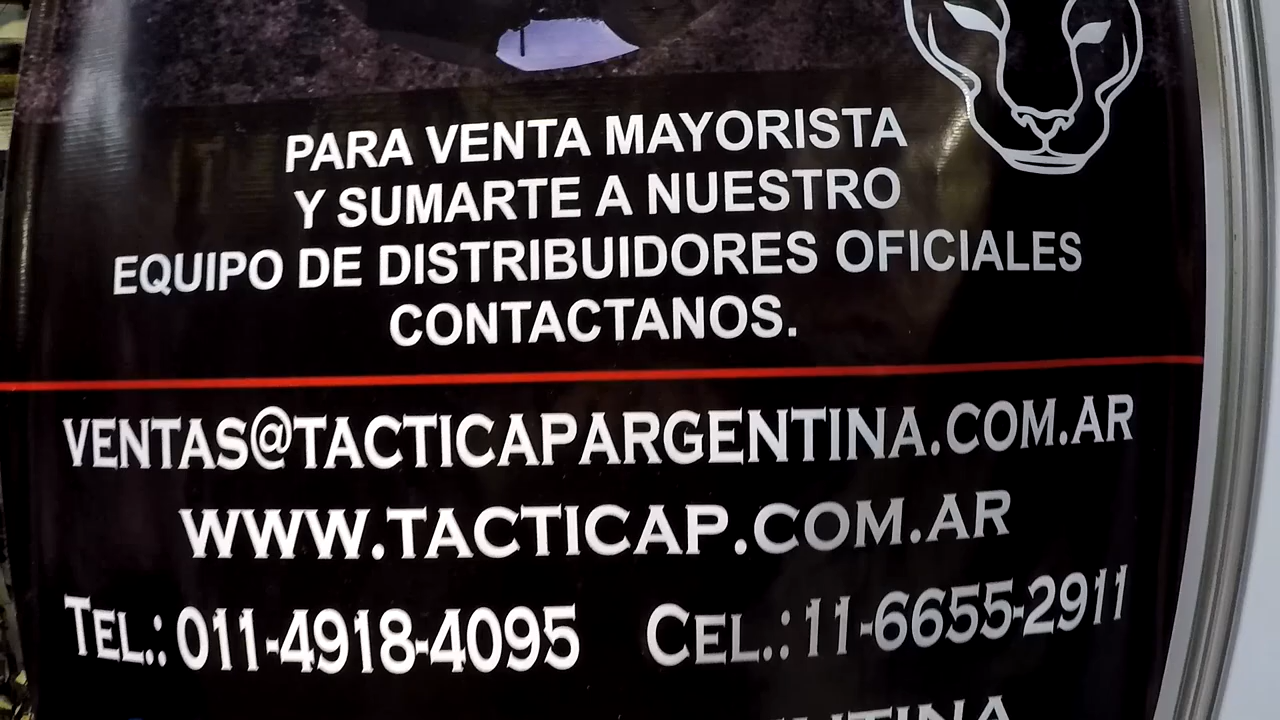 PARA VENTA MAYORISTA
Y SUMARTE A NUESTRO
EQUIPO DE DISTRIBUIDORES OFICIALES
CONTACTANOS.
VENTAS@TACTICAPARGENTINA.COM.AR
WWW.TACTICAP.COM.AR
TEL.: 011-4918-4095 CEL.: 11-6655-2911